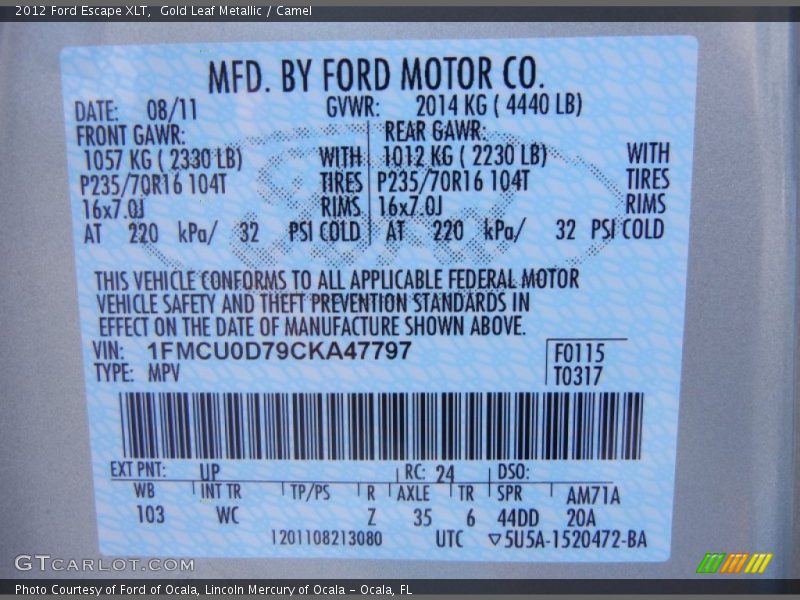 2012 Ford Escape XLT,  Gold Leaf Metallic / Camel
MFD. BY FORD MOTOR CO.
DATE: 08/11 GVWR: 2014 KG ( 4440 LB)
FRONT GAWR: REAR GAWR:
1057 KG ( 2330 LB) WITH 1012 KG ( 2230 LB) WITH
P235/70R16 104T TIRES P235/70R16 104T TIRES
16x7.0J RIMS 16x7.0J RIMS
AT 220 kPa/ 32 PSI COLD AT 220 kPa/ 32 PSI COLD
THIS VEHICLE CONFORMS TO ALL APPLICABLE FEDERAL MOTOR
VEHICLE SAFETY AND THEFT PREVENTION STANDARDS IN
EFFECT ON THE DATE OF MANUFACTURE SHOWN ABOVE.
VIN: 1FMCU0D79CKA47797 F0115
TYPE: MPV T0317
EXT PNT: UP RC: 24 DSO:
WB INT TR TP/PS R AXLE TR SPR AM71A
103 WC Z 35 6 44DD 20A
1201108213080 UTC ▽5U5A-1520472-BA
GTCARLOT.COM
Photo Courtesy of Ford of Ocala, Lincoln Mercury of Ocala – Ocala, FL